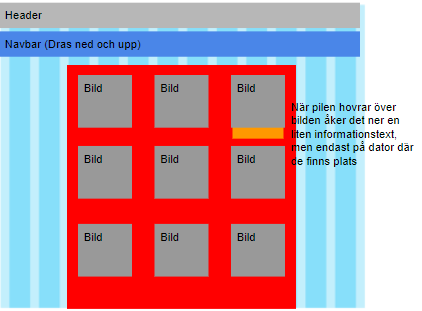 Header
Navbar (Dras ned och upp)
Bild Bild Bild
När pilen hovrar över
bilden åker det ner en
liten informationstext,
men endast på dator där
de finns plats
Bild Bild Bild
Bild Bild Bild